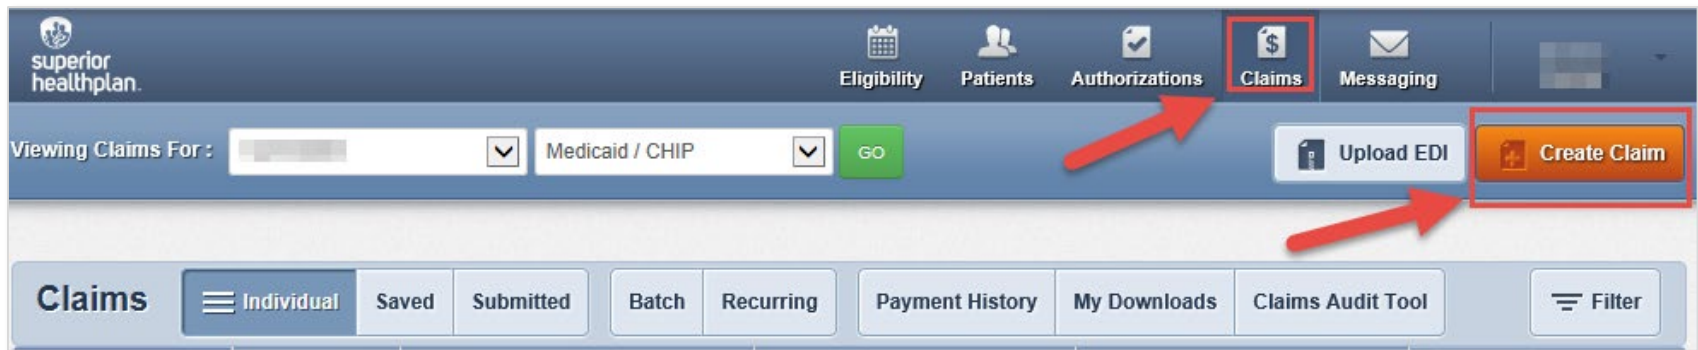 superior
healthplan.
Eligibility Patients Authorizations Claims Messaging
Viewing Claims For : Medicaid / CHIP GO Upload EDI Create Claim
Claims Individual Saved Submitted Batch Recurring Payment History My Downloads Claims Audit Tool Filter